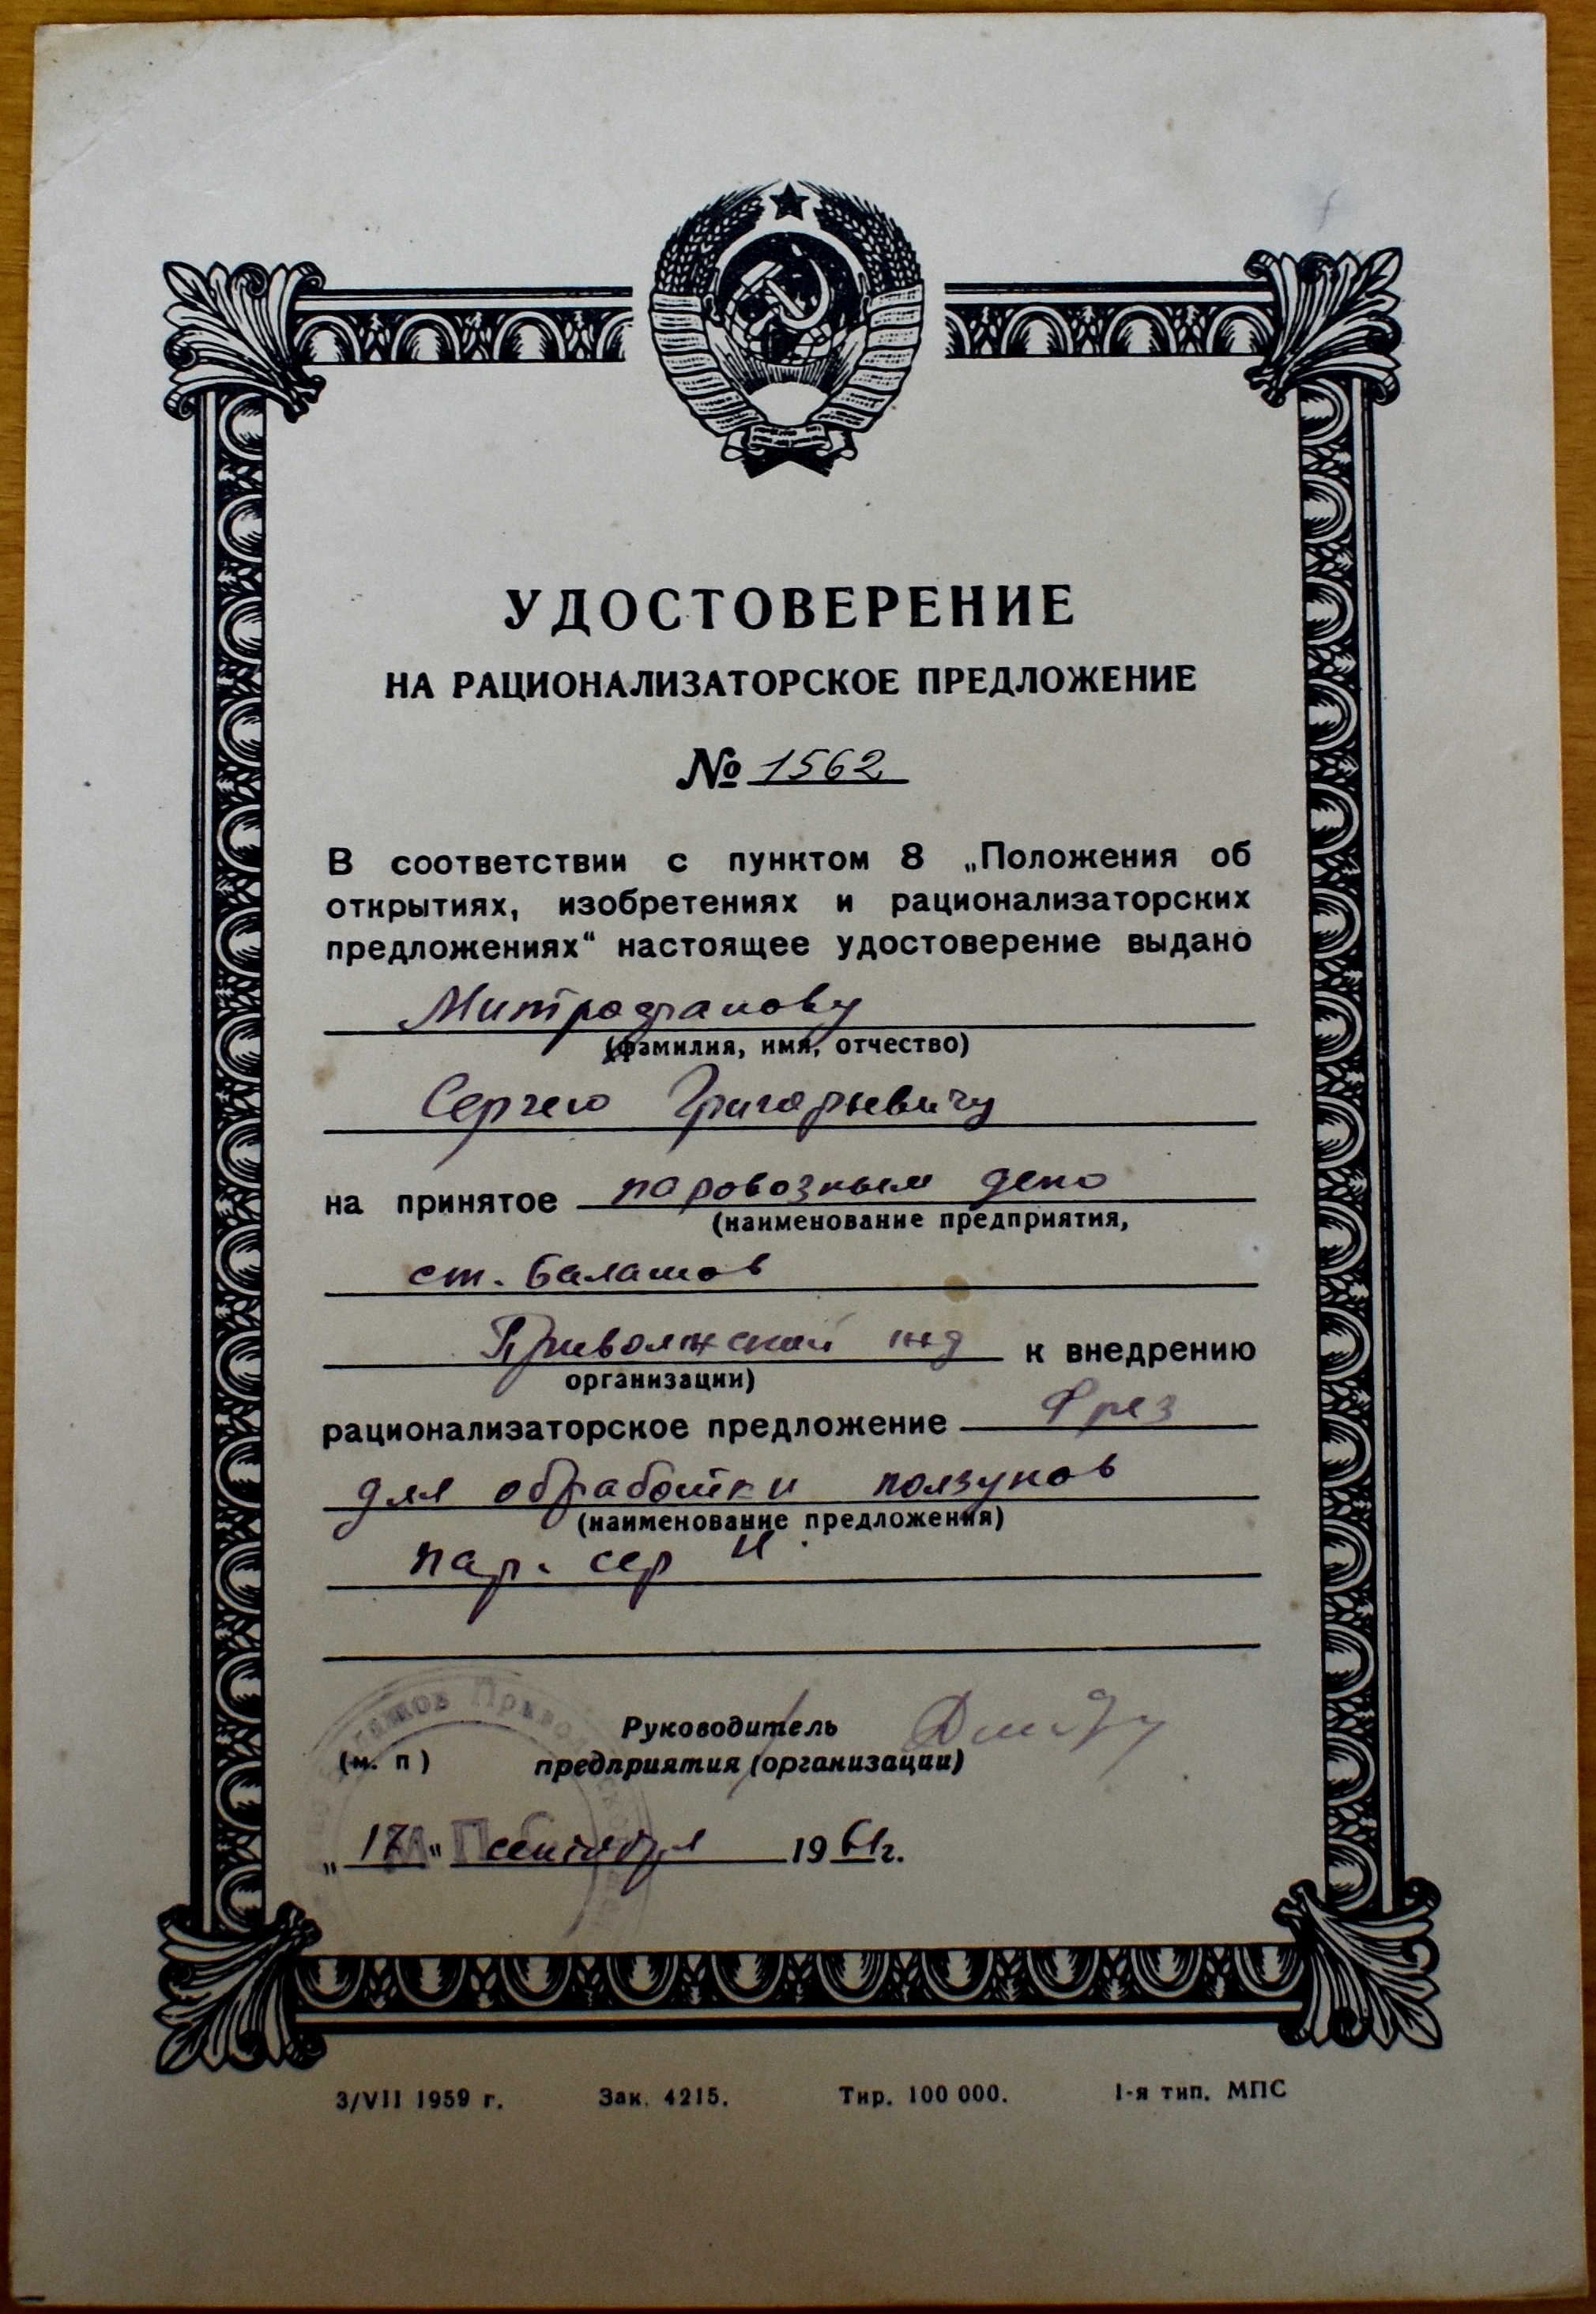 УДОСТОВЕРЕНИЕ
НА РАЦИОНАЛИЗАТОРСКОЕ ПРЕДЛОЖЕНИЕ
№ 1562
В соответствии с пунктом 8 „Положения об
открытиях, изобретениях и рационализаторских
предложениях“ настоящее удостоверение выдано
Митрофанову
(фамилия, имя, отчество)
Сергею Григорьевичу
на принятое паровозным депо
(наименование предприятия,
ст. Балашов
Приволжской жд к внедрению
организации)
рационализаторское предложение Фрез
для обработки ползунов
(наименование предложения)
пар. сер
Руководитель
(м. п) предприятия (организации)
„17“ сентября 1961г.
3/VII 1959 г. Зак. 4215. Тир. 100 000. 1-я тип. МПС